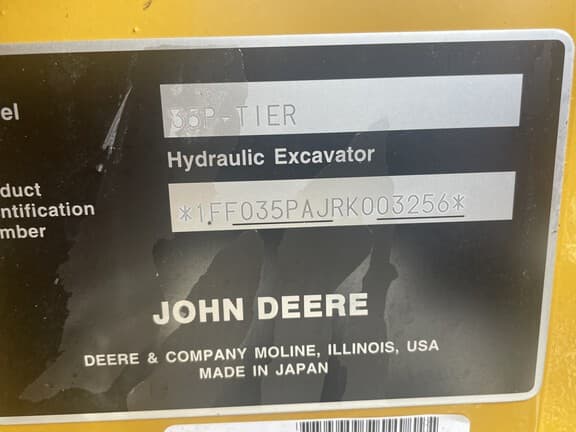 el
35P-TIER
Hydraulic Excavator
duct
ntification
mber
*1FF035PAJRK003256*
JOHN DEERE
DEERE & COMPANY MOLINE, ILLINOIS, USA
MADE IN JAPAN